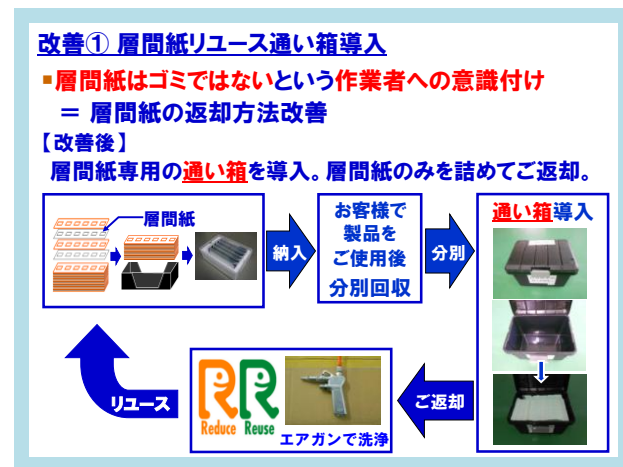 改善① 層間紙リユース通い箱導入
▪層間紙はゴミではないという作業者への意識付け
＝ 層間紙の返却方法改善
【改善後】
層間紙専用の通い箱を導入。層間紙のみを詰めてご返却。
層間紙
納入
お客様で
製品を
ご使用後
分別回収
分別
通い箱導入
ご返却
Reduce Reuse
エアガンで洗浄
リユース